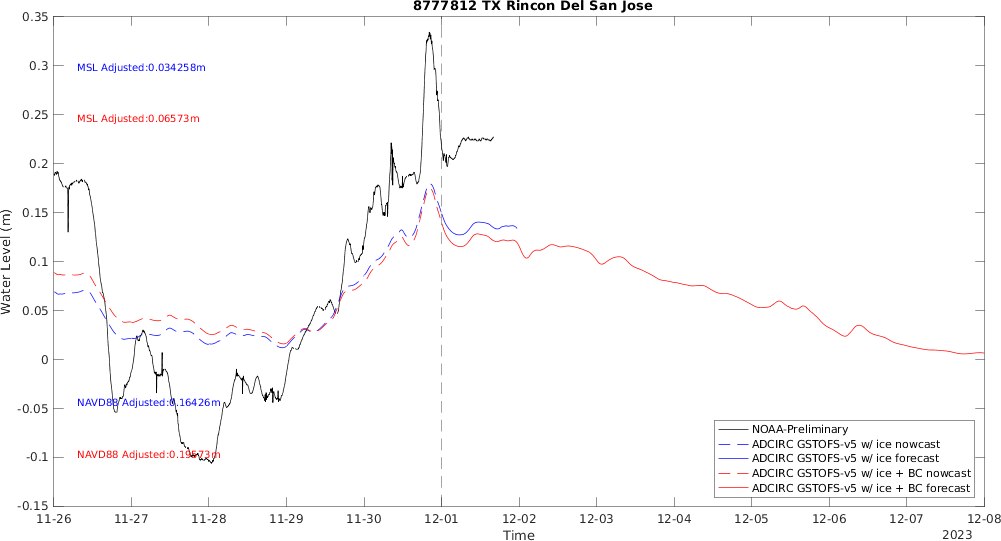 8777812 TX Rincon Del San Jose
0.35
0.3
0.25
0.2
0.15
0.1
0.05
0
-0.05
-0.1
-0.15
Water Level (m)
MSL Adjusted:0.034258m
MSL Adjusted:0.06573m
NAVD88 Adjusted:0.16426m
NAVD88 Adjusted:0.19573m
NOAA-Preliminary
ADCIRC GSTOFS-v5 w/ ice nowcast
ADCIRC GSTOFS-v5 w/ ice forecast
ADCIRC GSTOFS-v5 w/ ice + BC nowcast
ADCIRC GSTOFS-v5 w/ ice + BC forecast
11-26 11-27 11-28 11-29 11-30 12-01 12-02 12-03 12-04 12-05 12-06 12-07 12-08
Time
2023